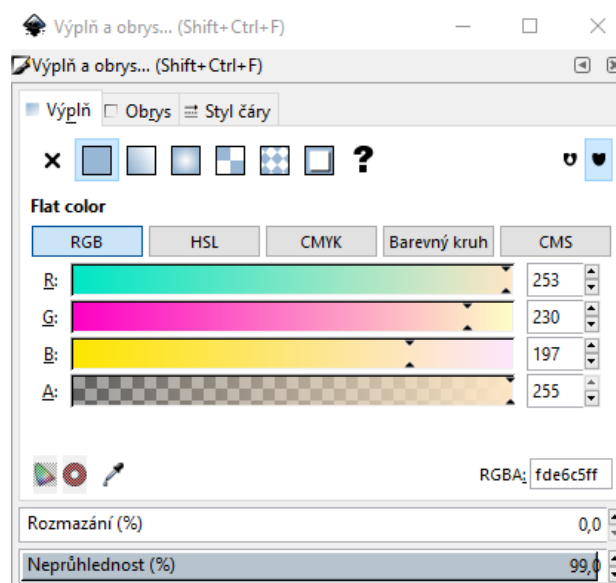 Výplň a obrys... (Shift+Ctrl+F)
Výplň a obrys... (Shift+Ctrl+F)
Výplň Obrys Styl čáry
Flat color
RGB HSL CMYK Barevný kruh CMS
R: 253
G: 230
B: 197
A: 255
RGBA: fde6c5ff
Rozmazání (%) 0,0
Neprůhlednost (%) 99,0